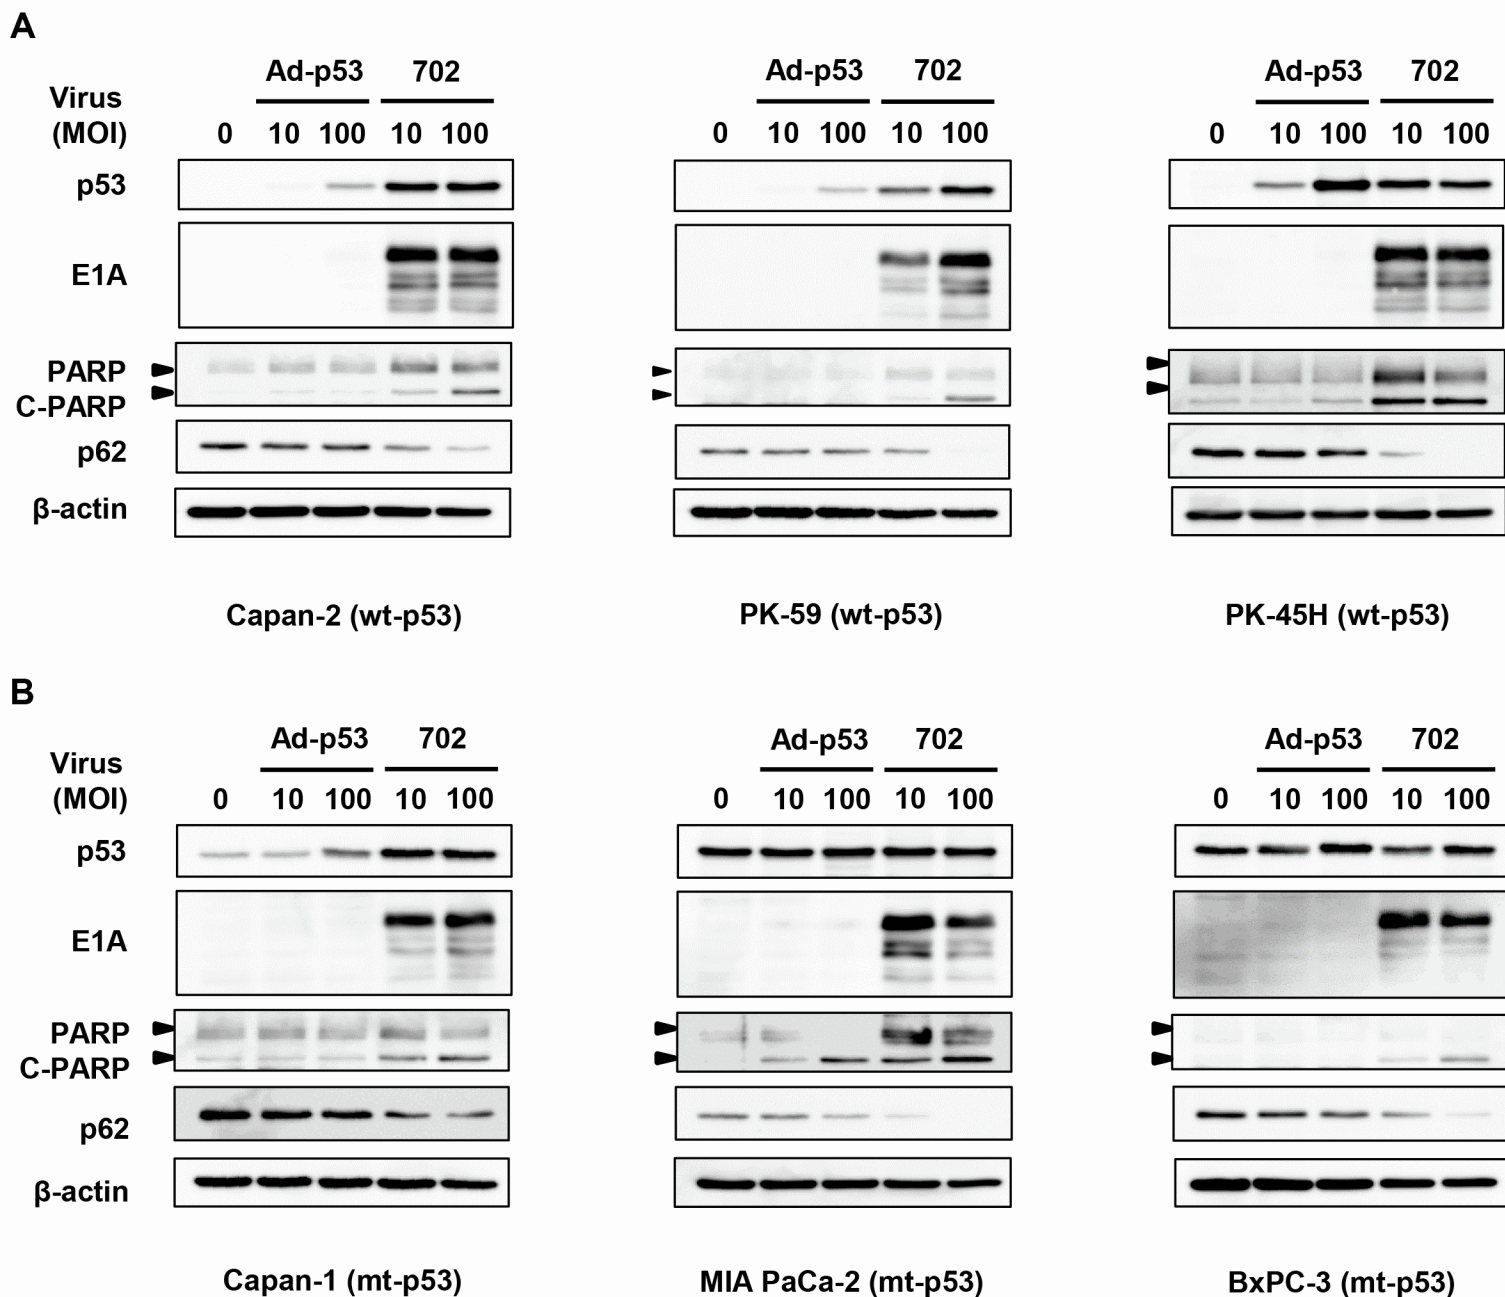 A
Ad-p53 702 Ad-p53 702 Ad-p53 702
Virus
(MOI) 0 10 100 10 100 0 10 100 10 100 0 10 100 10 100
p53
E1A
PARP
C-PARP
p62
β-actin
Capan-2 (wt-p53) PK-59 (wt-p53) PK-45H (wt-p53)
B
Ad-p53 702 Ad-p53 702 Ad-p53 702
Virus
(MOI) 0 10 100 10 100 0 10 100 10 100 0 10 100 10 100
p53
E1A
PARP
C-PARP
p62
β-actin
Capan-1 (mt-p53) MIA PaCa-2 (mt-p53) BxPC-3 (mt-p53)